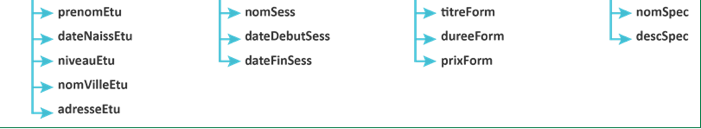 prenomEtu
dateNaissEtu
niveauEtu
nomVilleEtu
adresseEtu
nomSess
dateDebutSess
dateFinSess
titreForm
dureeForm
prixForm
nomSpec
descSpec